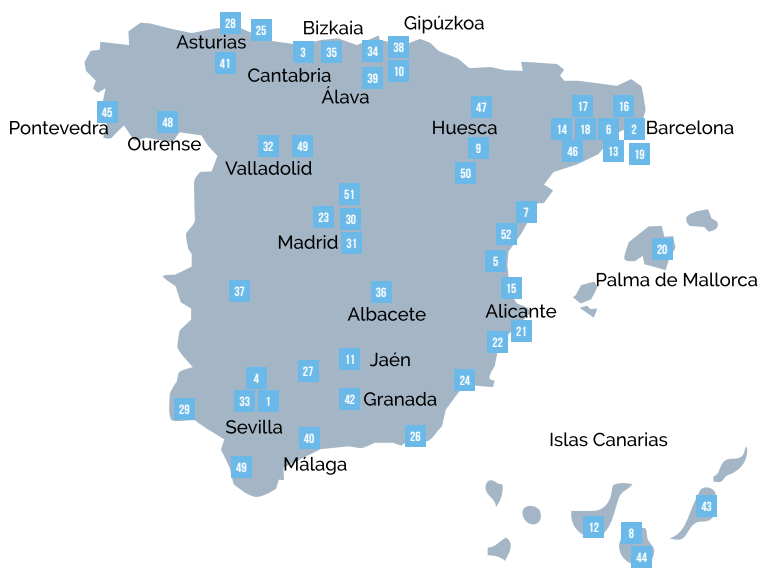 28
25
Bizkaia
Gipúzkoa
Asturias
3
35
34
38
41
Cantabria
39
10
Álava
45
Pontevedra
48
Ourense
47
Huesca
17
16
14
18
6
2
Barcelona
9
46
13
19
32
49
Valladolid
50
51
23
30
Madrid
31
7
52
5
20
Palma de Mallorca
37
36
Albacete
15
Alicante
21
22
11
Jaén
27
4
24
33
1
42
Granada
29
Sevilla
40
Málaga
26
49
Islas Canarias
43
12
8
44